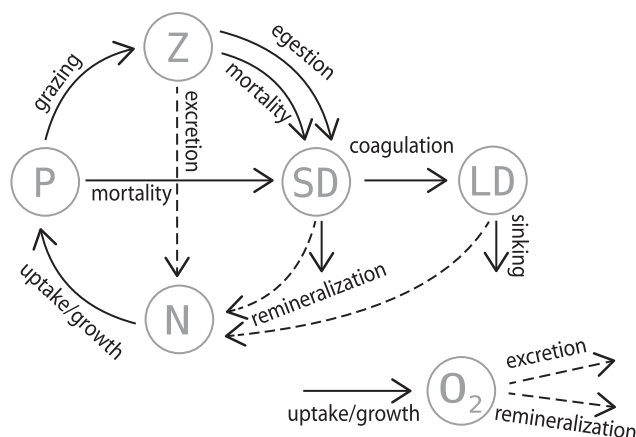 Z
egestion
grazing
mortality
excretion
coagulation
P
mortality
SD
LD
sinking
uptake/growth
N
remineralization
excretion
uptake/growth
O2
remineralization